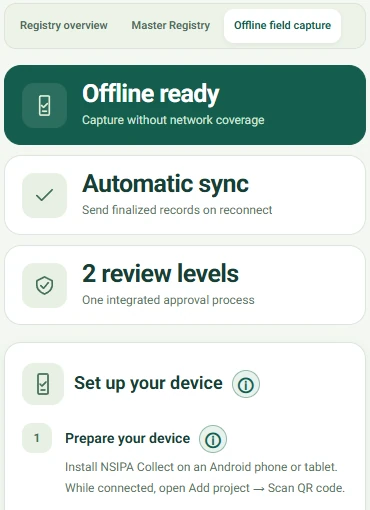 Registry overview Master Registry Offline field capture
Offline ready
Capture without network coverage
Automatic sync
Send finalized records on reconnect
2 review levels
One integrated approval process
Set up your device
1 Prepare your device
Install NSIPA Collect on an Android phone or tablet.
While connected, open Add project → Scan QR code.